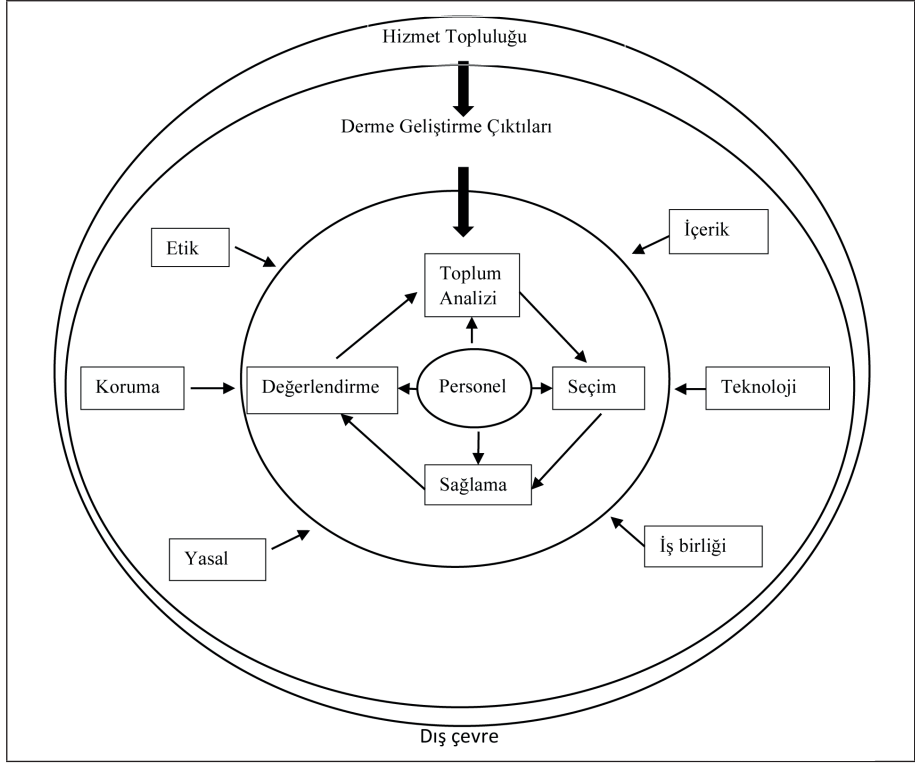 Hizmet Topluluğu
Derme Geliştirme Çıktıları
Etik
İçerik
Toplum
Analizi
Koruma
Değerlendirme
Personel
Seçim
Teknoloji
Sağlama
Yasal
İş birliği
Dış çevre